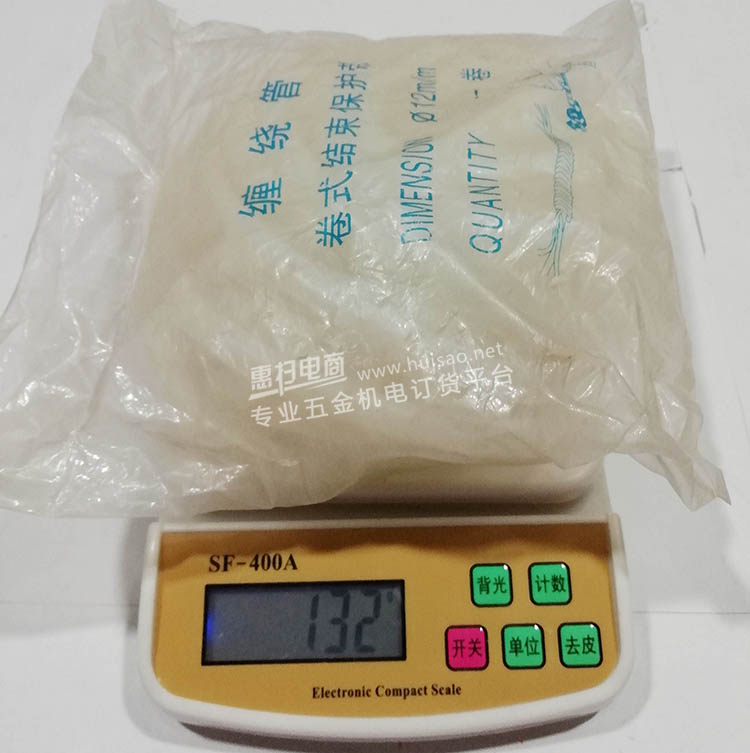 缠绕管
卷式结束保护带
DIMENSION Ø12m/m
QUANTITY 一卷
惠扫电商 www.huisao.net
专业五金机电订货平台
SF-400A
132
背光 计数
开关 单位 去皮
Electronic Compact Scale